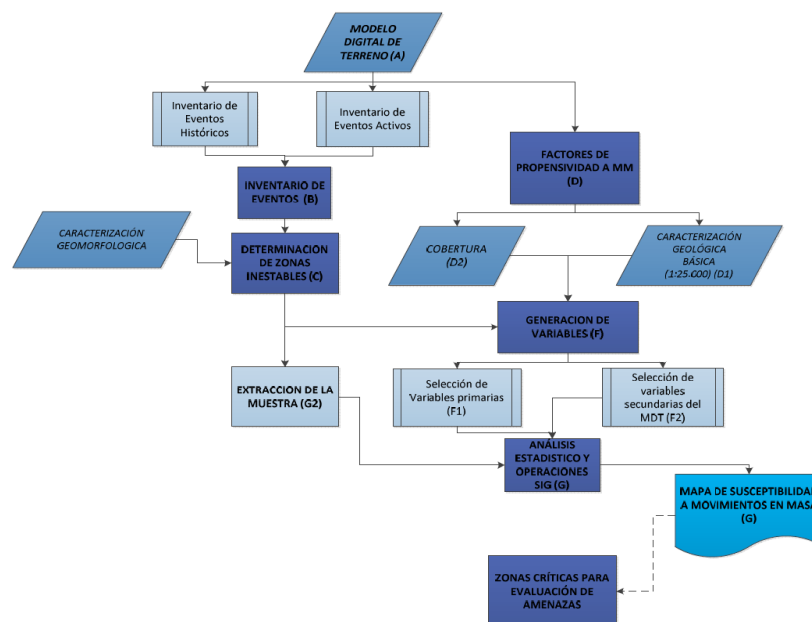 MODELO
DIGITAL DE
TERRENO (A)
Inventario de
Eventos
Históricos
Inventario de
Eventos Activos
FACTORES DE
PROPENSIVIDAD A MM
(D)
INVENTARIO DE
EVENTOS (B)
CARACTERIZACIÓN
GEOMORFOLOGICA
DETERMINACION
DE ZONAS
INESTABLES (C)
COBERTURA
(D2)
CARACTERIZACIÓN
GEOLÓGICA
BÁSICA
(1:25.000) (D1)
GENERACION DE
VARIABLES (F)
EXTRACCION DE LA
MUESTRA (G2)
Selección de
Variables primarias
(F1)
Selección de
variables
secundarias del
MDT (F2)
ANÁLISIS
ESTADISTICO Y
OPERACIONES
SIG (G)
MAPA DE SUSCEPTIBILIDA
A MOVIMIENTOS EN MASA
(G)
ZONAS CRÍTICAS PARA
EVALUACIÓN DE
AMENAZAS